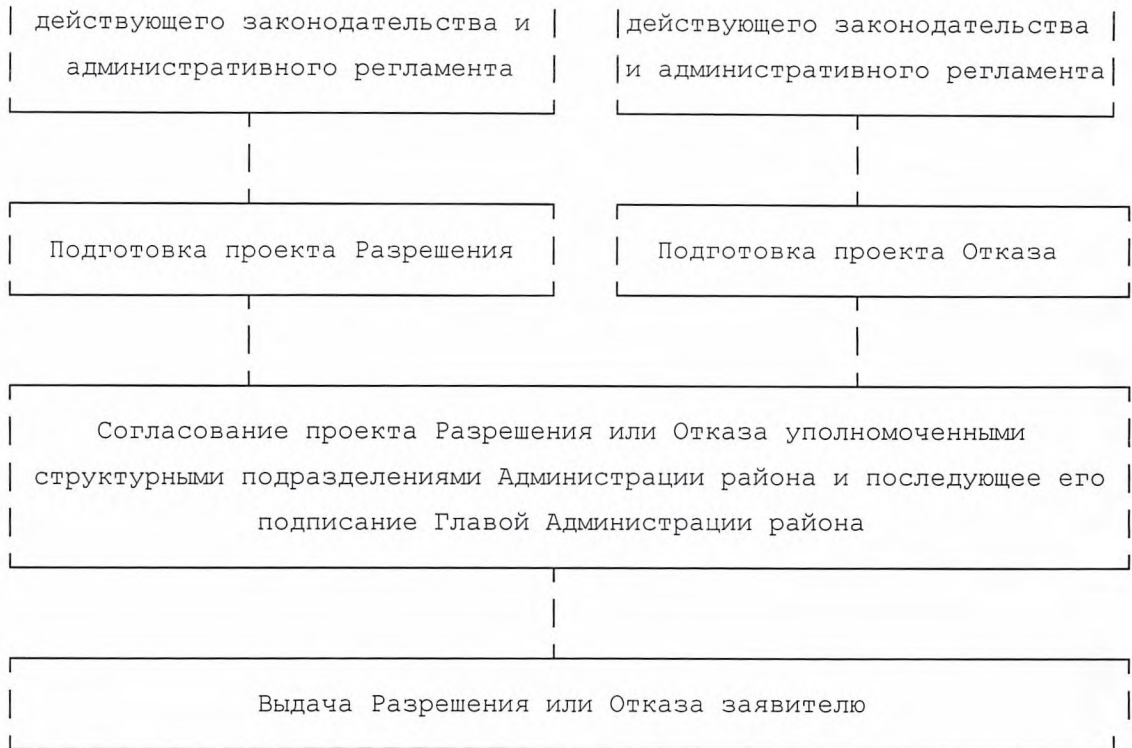 действующего законодательства и
административного регламента
действующего законодательства
и административного регламента
Подготовка проекта Разрешения
Подготовка проекта Отказа
Согласование проекта Разрешения или Отказа уполномоченными
структурными подразделениями Администрации района и последующее его
подписание Главой Администрации района
Выдача Разрешения или Отказа заявителю